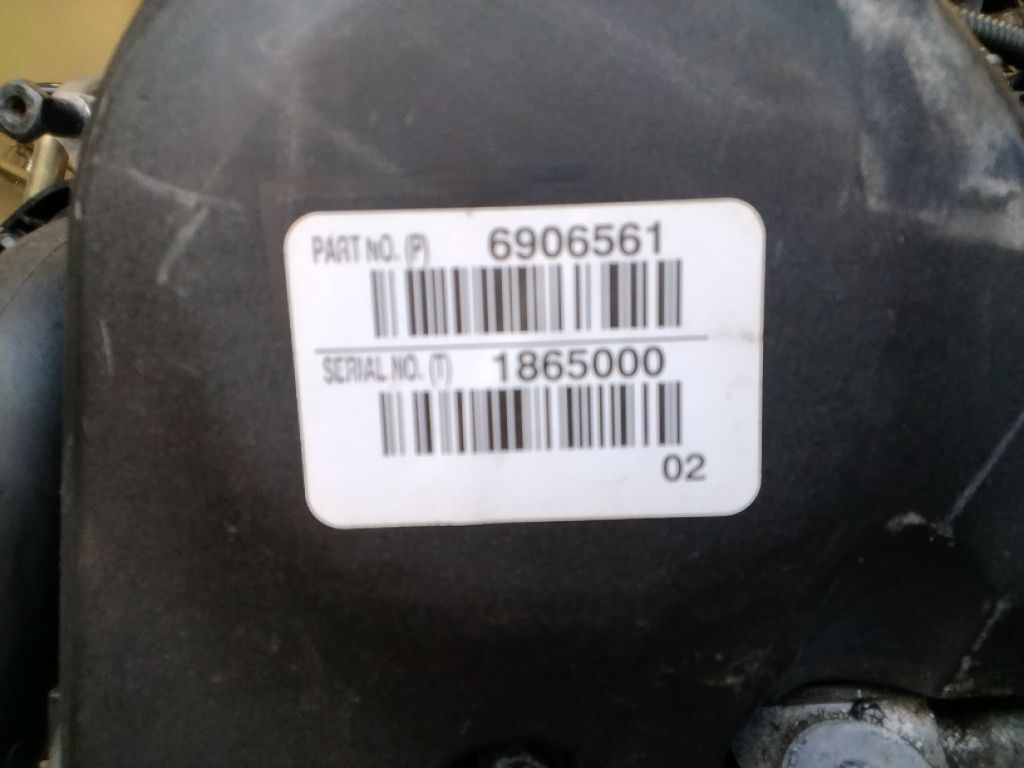 PART NO. (P) 6906561
SERIAL NO. (T) 1865000
02